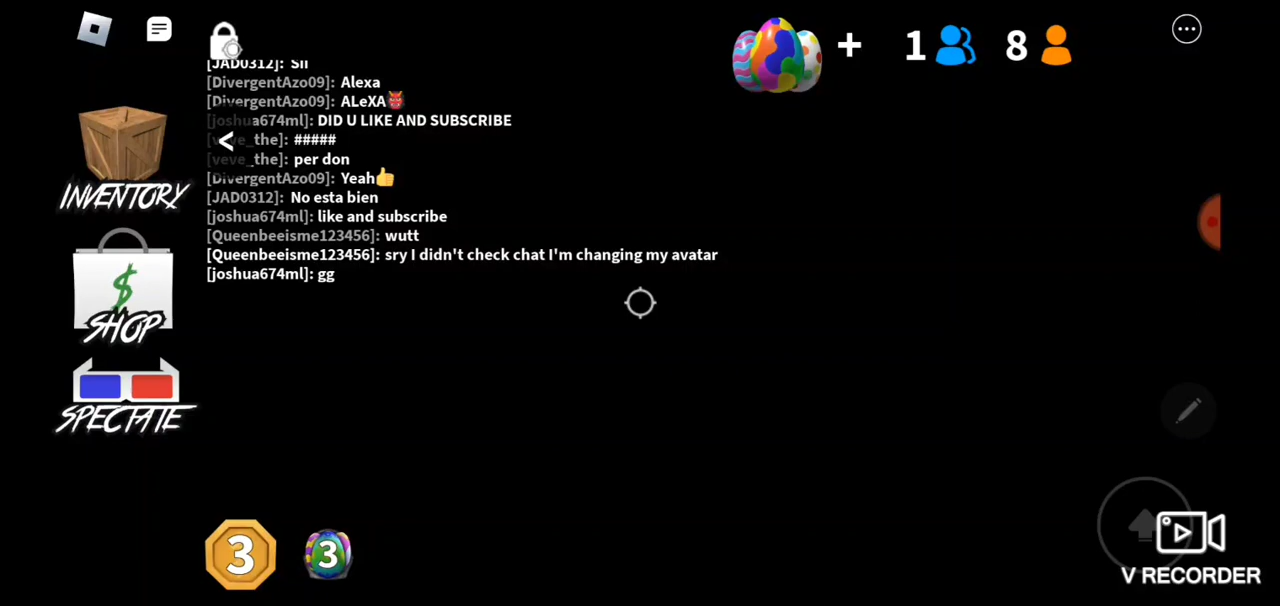 + 1 8
[JAD0312]: Sii
[DivergentAzo09]: Alexa
[DivergentAzo09]: ALeXA👹
[joshua674ml]: DID U LIKE AND SUBSCRIBE
<
[veve_the]: #####
[veve_the]: per don
[DivergentAzo09]: Yeah👍
[JAD0312]: No esta bien
[joshua674ml]: like and subscribe
[Queenbeeisme123456]: wutt
[Queenbeeisme123456]: sry I didn't check chat I'm changing my avatar
[joshua674ml]: gg
INVENTORY
$
SHOP
SPECTATE
3 3
V RECORDER